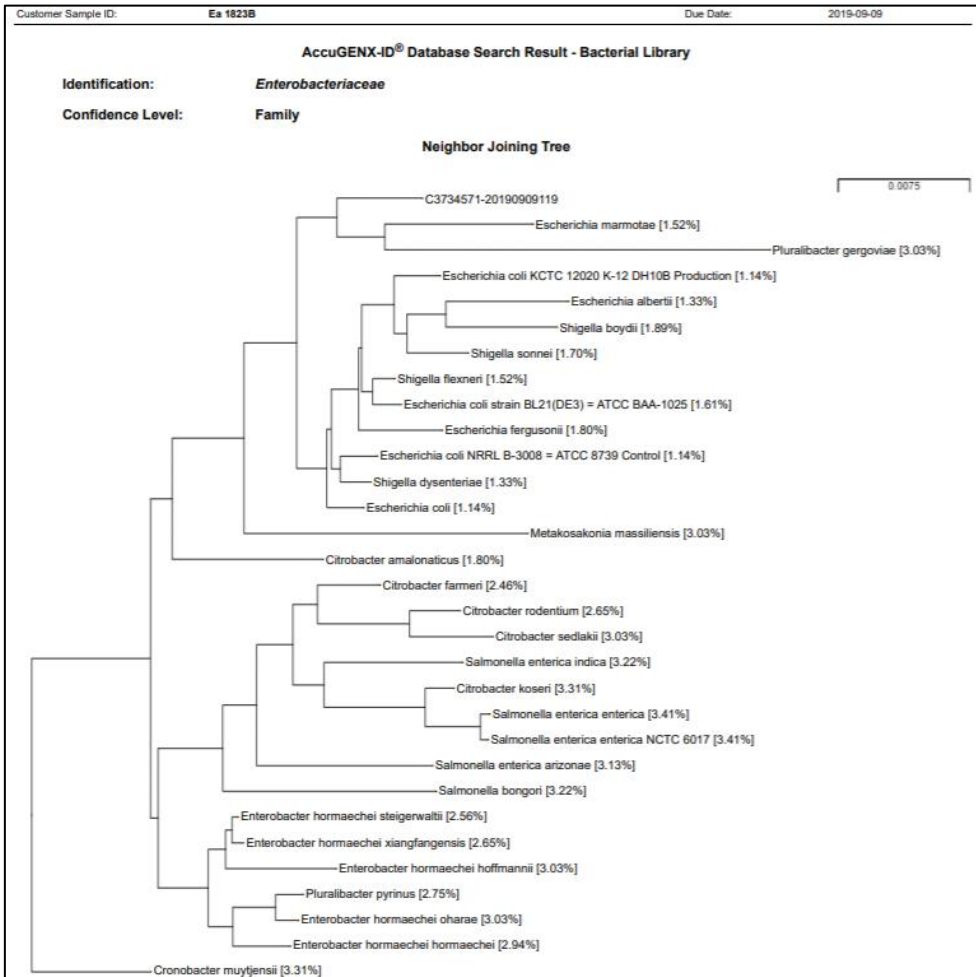 Customer Sample ID: Ea 1823B Due Date: 2019-09-09
AccuGENX-ID® Database Search Result - Bacterial Library
Identification: Enterobacteriaceae
Confidence Level: Family
Neighbor Joining Tree
0.0075
C3734571-20190909119
Escherichia marmotae [1.52%]
Pluralibacter gergoviae [3.03%]
Escherichia coli KCTC 12020 K-12 DH10B Production [1.14%]
Escherichia albertii [1.33%]
Shigella boydii [1.89%]
Shigella sonnei [1.70%]
Shigella flexneri [1.52%]
Escherichia coli strain BL21(DE3) = ATCC BAA-1025 [1.61%]
Escherichia fergusonii [1.80%]
Escherichia coli NRRL B-3008 = ATCC 8739 Control [1.14%]
Shigella dysenteriae [1.33%]
Escherichia coli [1.14%]
Metakosakonia massiliensis [3.03%]
Citrobacter amalonaticus [1.80%]
Citrobacter farmeri [2.46%]
Citrobacter rodentium [2.65%]
Citrobacter sedlakii [3.03%]
Salmonella enterica indica [3.22%]
Citrobacter koseri [3.31%]
Salmonella enterica enterica [3.41%]
Salmonella enterica enterica NCTC 6017 [3.41%]
Salmonella enterica arizonae [3.13%]
Salmonella bongori [3.22%]
Enterobacter hormaechei steigerwaltii [2.56%]
Enterobacter hormaechei xiangfangensis [2.65%]
Enterobacter hormaechei hoffmannii [3.03%]
Pluralibacter pyrinus [2.75%]
Enterobacter hormaechei oharae [3.03%]
Enterobacter hormaechei hormaechei [2.94%]
Cronobacter muytjensii [3.31%]